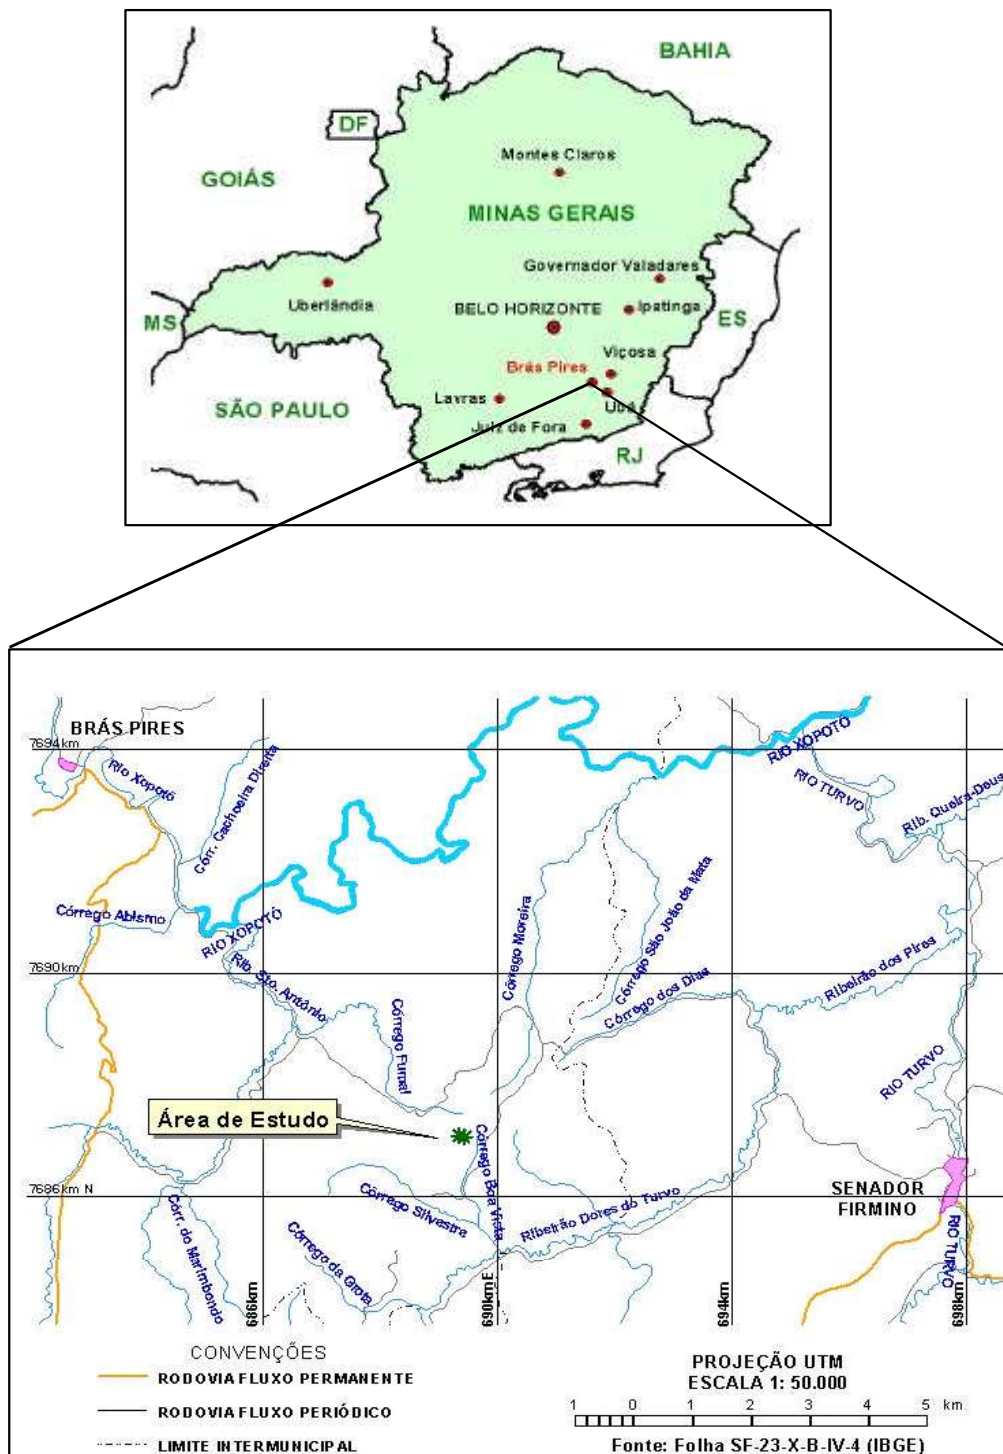 BAHIA
DF
Montes Claros
GOIÁS
MINAS GERAIS
Governador Valadares
Uberlândia
BELO HORIZONTE
Ipatinga
MS
ES
Viçosa
Brás Pires
Lavras
Ubá
SÃO PAULO
Juiz de Fora
RJ
BRÁS PIRES
7694km
Rio Xopotó
Córr. Cachoeira Direita
RIO XOPOTÓ
RIO TURVO
Rib. Queira-Deus
Córrego Abismo
RIO XOPOTÓ
Rib. Sto. Antônio
Córrego Moreira
Córrego São João da Mata
Córrego dos Dias
Ribeirão dos Pires
7690km
Córrego Fumal
RIO TURVO
Área de Estudo
7686km N
Córrego Boa Vista
Córrego Silvestra
Ribeirão Dores do Turvo
SENADOR
FIRMINO
Córr. do Marimbondo
Córrego da Grota
RIO TURVO
686km
690kmE
694km
698km
CONVENÇÕES
RODOVIA FLUXO PERMANENTE
RODOVIA FLUXO PERIÓDICO
LIMITE INTERMUNICIPAL
PROJEÇÃO UTM
ESCALA 1: 50.000
1 0 1 2 3 4 5 km
Fonte: Folha SF-23-X-B-IV-4 (IBGE)